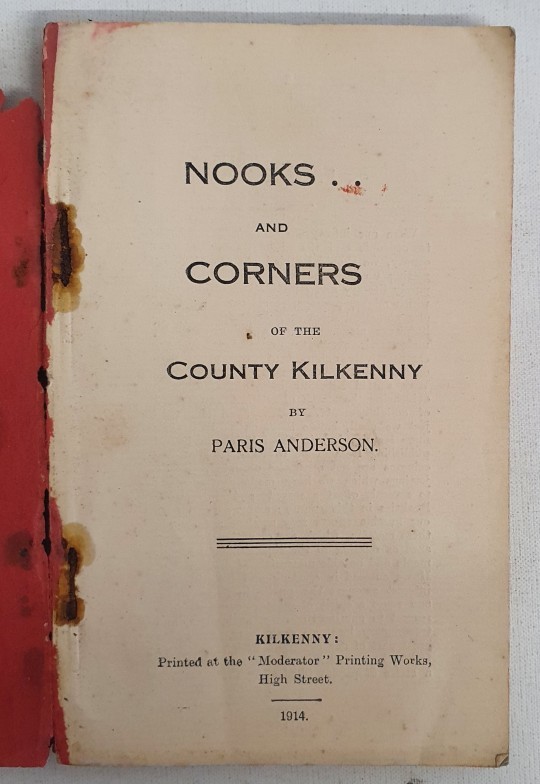 NOOKS . .
AND
CORNERS
OF THE
COUNTY KILKENNY
BY
PARIS ANDERSON.
KILKENNY:
Printed at the "Moderator" Printing Works,
High Street.
1914.